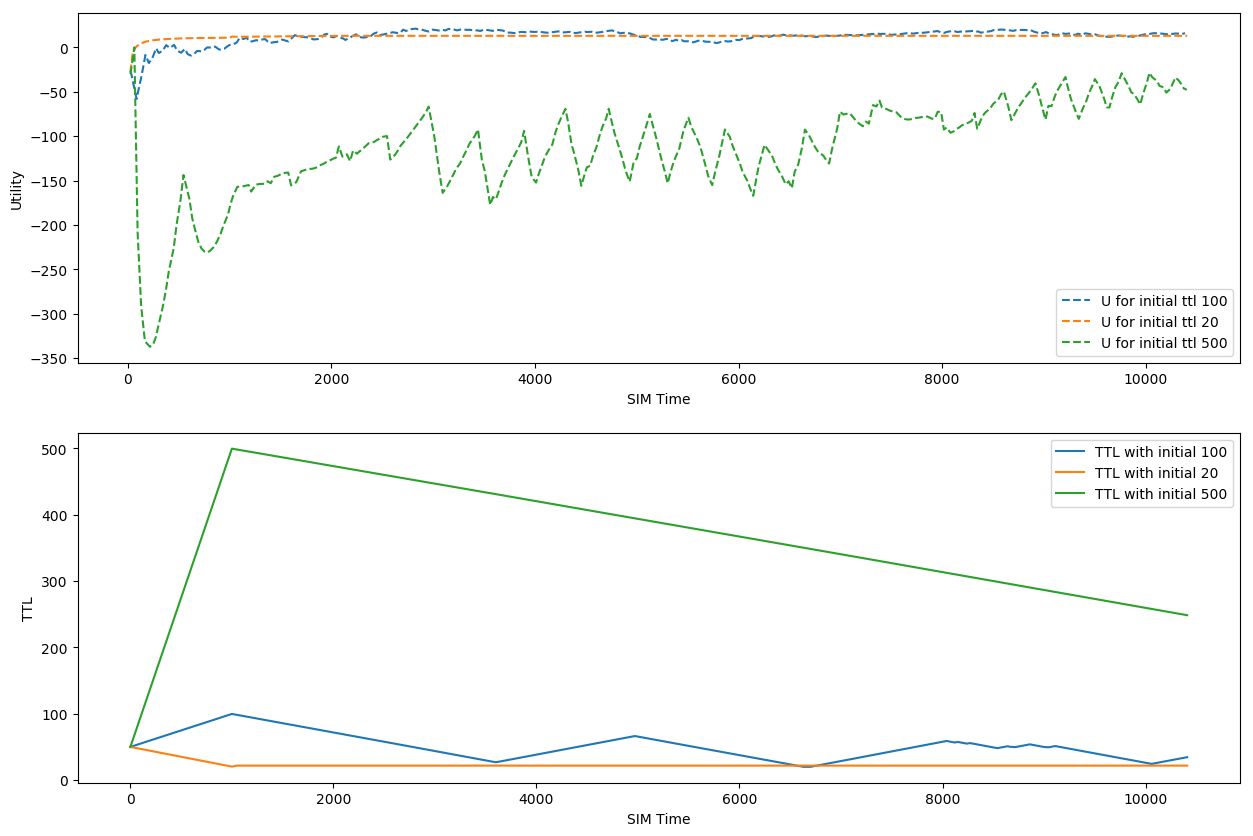 0
−50
−100
−150
−200
−250
−300
−350
Utility
0 2000 4000 6000 8000 10000
SIM Time
U for initial ttl 100
U for initial ttl 20
U for initial ttl 500
500
400
300
200
100
0
TTL
0 2000 4000 6000 8000 10000
SIM Time
TTL with initial 100
TTL with initial 20
TTL with initial 500